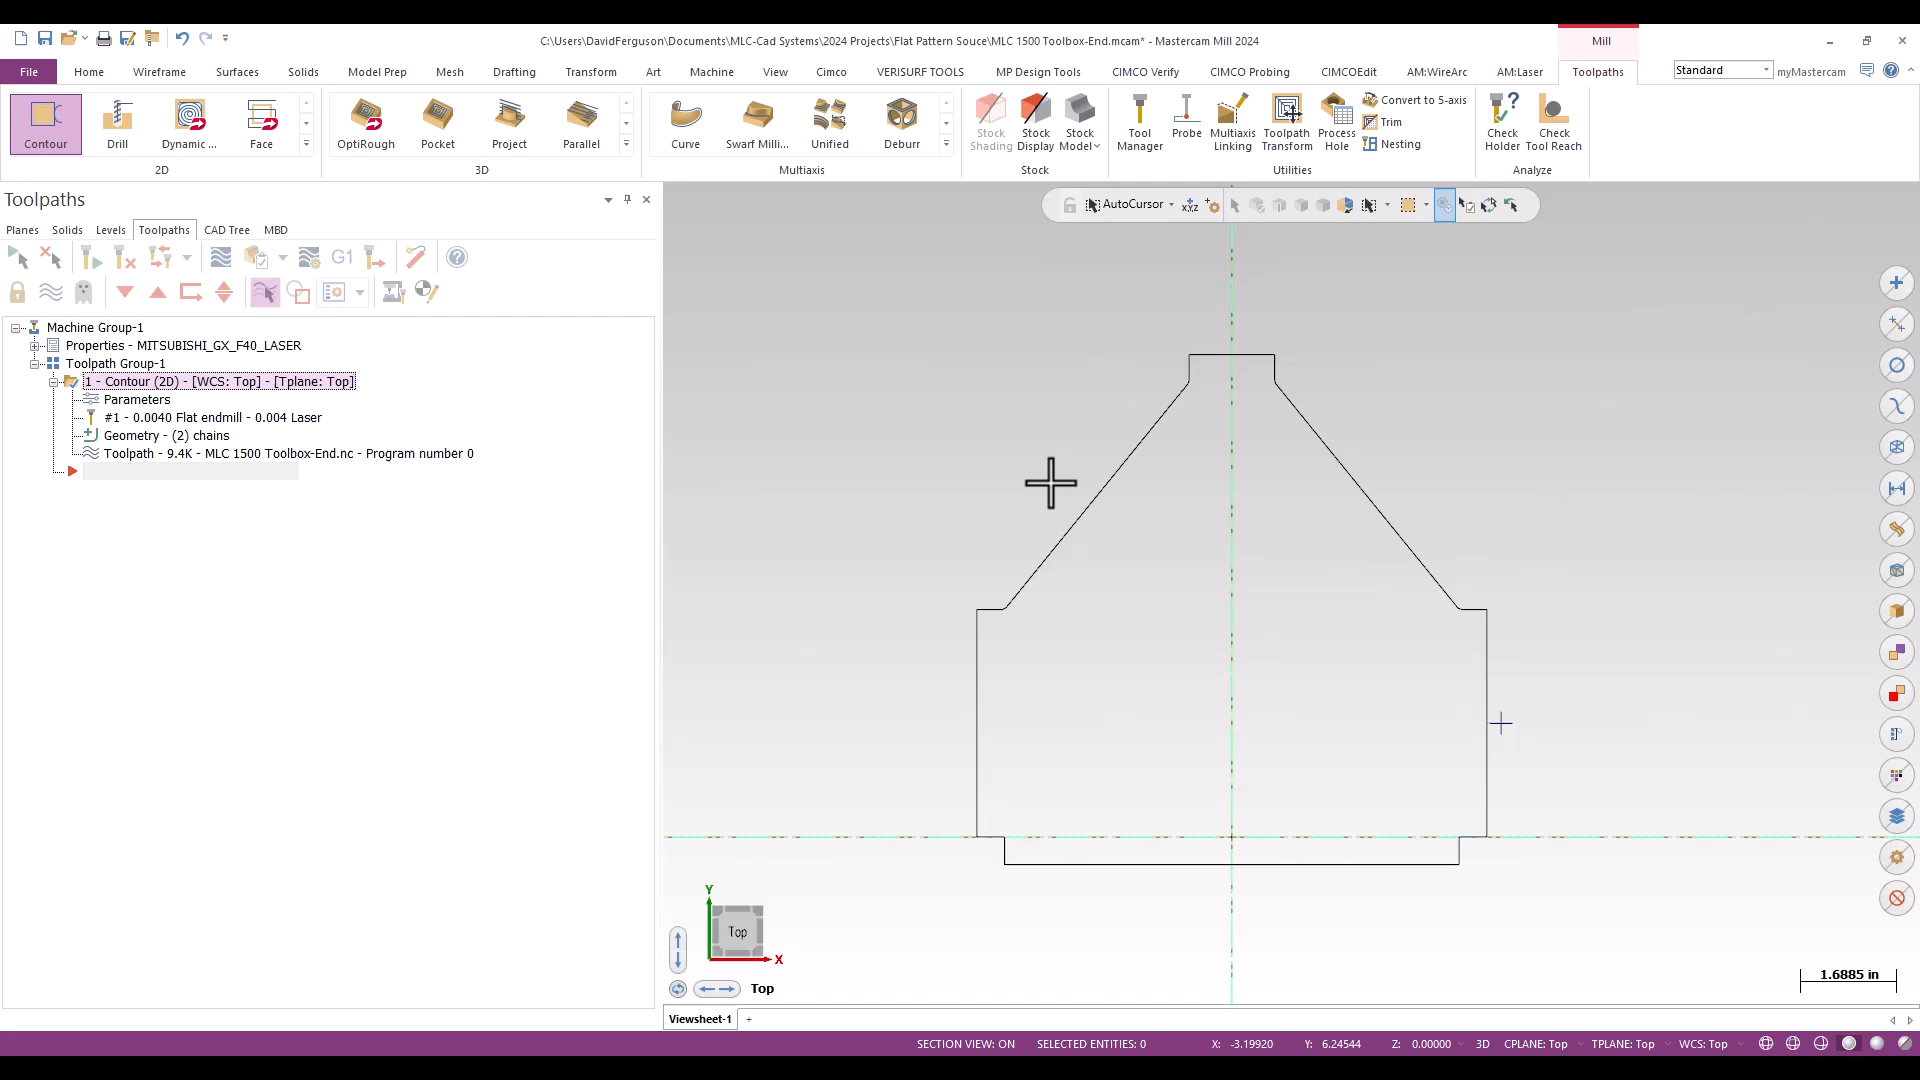 C:\Users\DavidFerguson\Documents\MLC-Cad Systems\2024 Projects\Flat Pattern Souce\MLC 1500 Toolbox-End.mcam* - Mastercam Mill 2024
Mill
File Home Wireframe Surfaces Solids Model Prep Mesh Drafting Transform Art Machine View Cimco VERISURF TOOLS MP Design Tools CIMCO Verify CIMCO Probing CIMCOEdit AM:WireArc AM:Laser Toolpaths Standard myMastercam
Contour Drill Dynamic ... Face OptiRough Pocket Project Parallel Curve Swarf Milli... Unified Deburr
Stock Shading
Stock Display
Stock Model
Tool Manager
Probe
Multiaxis Linking
Toolpath Transform
Process Hole
Convert to 5-axis
Trim
Nesting
Check Holder
Check Tool Reach
2D 3D Multiaxis Stock Utilities Analyze
Toolpaths
Planes Solids Levels Toolpaths CAD Tree MBD
G1
Machine Group-1
Properties - MITSUBISHI_GX_F40_LASER
Toolpath Group-1
1 - Contour (2D) - [WCS: Top] - [Tplane: Top]
Parameters
#1 - 0.0040 Flat endmill - 0.004 Laser
Geometry - (2) chains
Toolpath - 9.4K - MLC 1500 Toolbox-End.nc - Program number 0
AutoCursor
XYZ
Y
Top
X
Top
1.6885 in
Viewsheet-1 +
SECTION VIEW: ON SELECTED ENTITIES: 0 X: -3.19920 Y: 6.24544 Z: 0.00000 3D CPLANE: Top TPLANE: Top WCS: Top